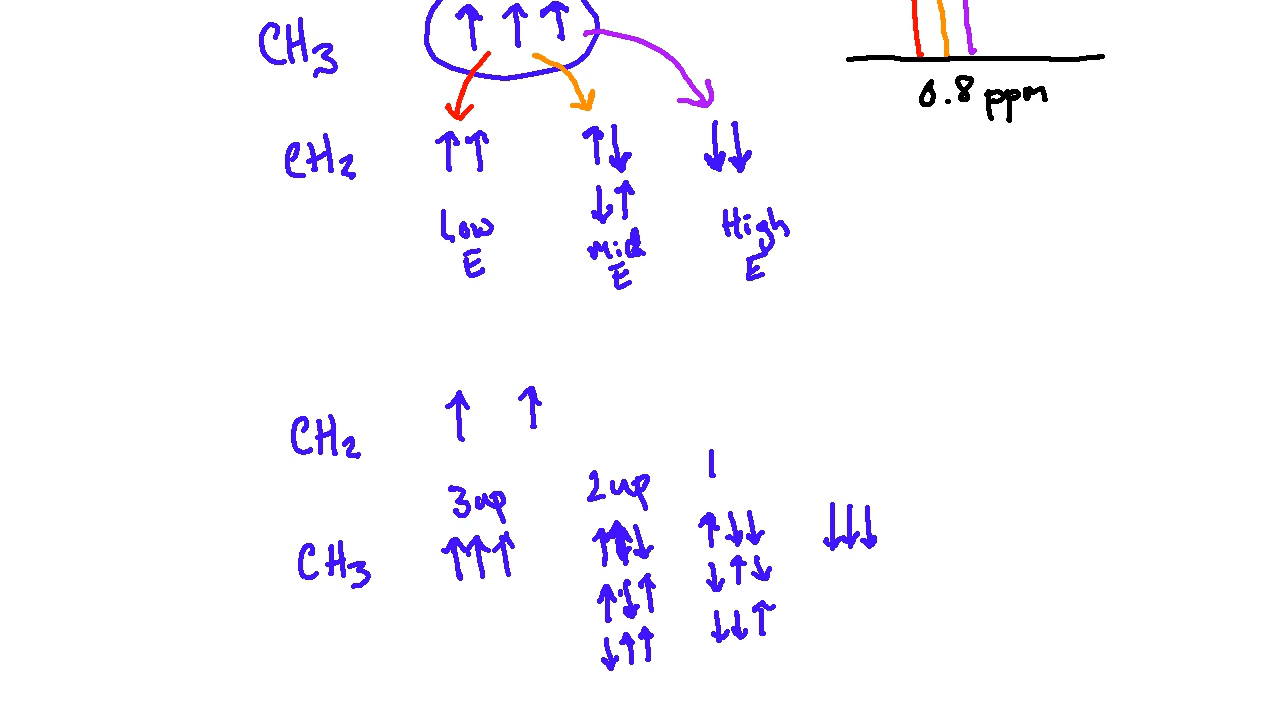 CH3 ↑ ↑ ↑
0.8 ppm
CH2 ↑↑ ↑↓ ↓↓
↓↑
Low mid High
E E E
CH2 ↑ ↑
3 up 2 up 1
CH3 ↑↑↑ ↑↑↓ ↑↓↓ ↓↓↓
↑↓↑ ↓↑↓
↓↑↑ ↓↓↑